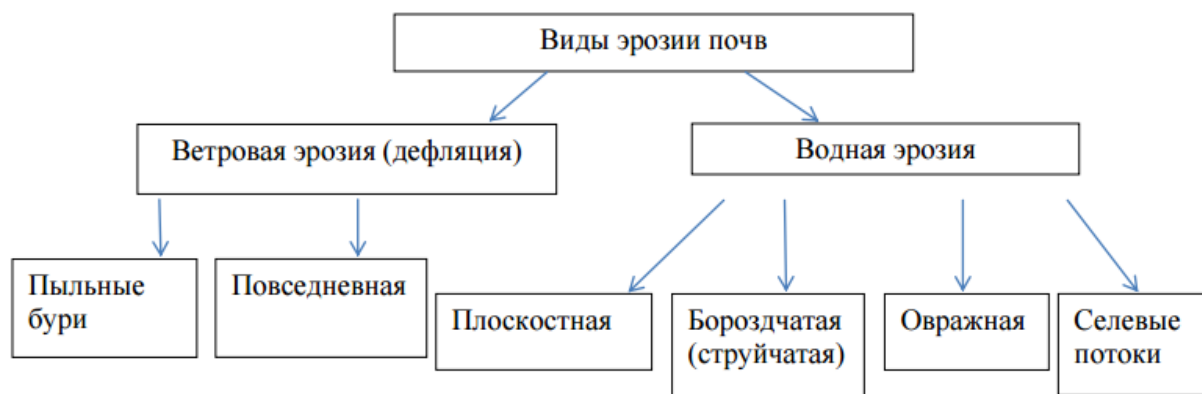 Виды эрозии почв
Ветровая эрозия (дефляция)
Водная эрозия
Пыльные
бури
Повседневная
Плоскостная
Бороздчатая
(струйчатая)
Овражная
Селевые
потоки